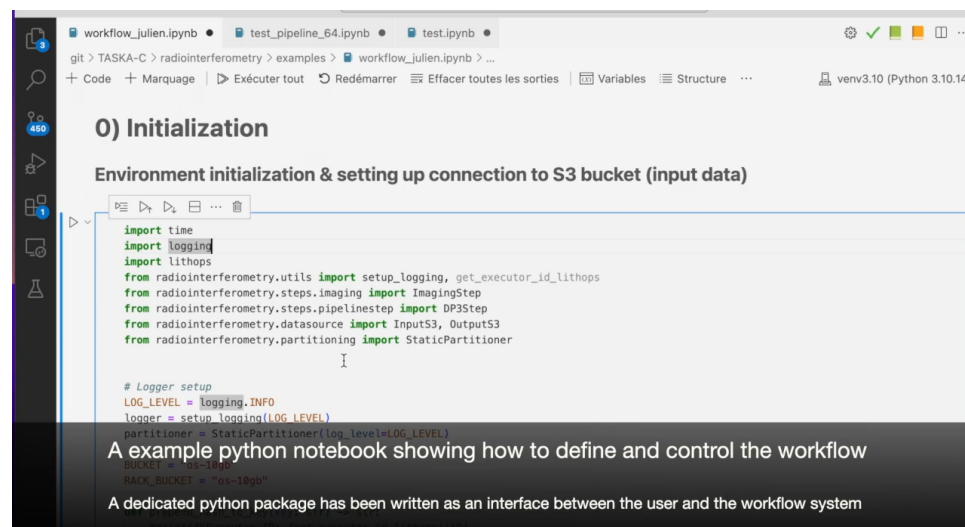 workflow_julien.ipynb ● test_pipeline_64.ipynb ● test.ipynb ●
git > TASKA-C > radiointerferometry > examples > workflow_julien.ipynb > ...
+ Code + Marquage Exécuter tout Redémarrer Effacer toutes les sorties Variables Structure ... venv3.10 (Python 3.10.14
3
450
1
0) Initialization
Environment initialization & setting up connection to S3 bucket (input data)
import time
import logging
import lithops
from radiointerferometry.utils import setup_logging, get_executor_id_lithops
from radiointerferometry.steps.imaging import ImagingStep
from radiointerferometry.steps.pipelinestep import DP3Step
from radiointerferometry.datasource import InputS3, OutputS3
from radiointerferometry.partitioning import StaticPartitioner
# Logger setup
LOG_LEVEL = logging.INFO
logger = setup_logging(LOG_LEVEL)
partitioner = StaticPartitioner(log_level=LOG_LEVEL)
A example python notebook showing how to define and control the workflow
BUCKET = "os-10gb"
RACK_BUCKET = "os-10gb"
A dedicated python package has been written as an interface between the user and the workflow system